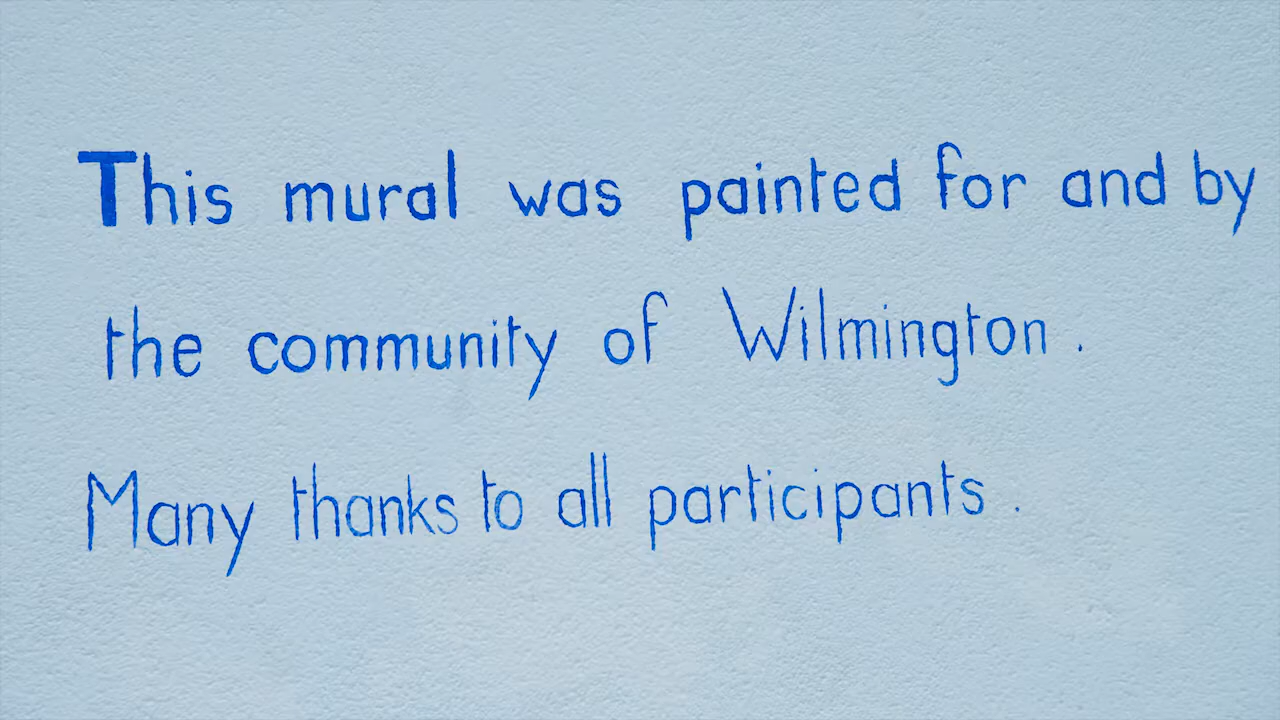 This mural was painted for and by
the community of Wilmington.
Many thanks to all participants.